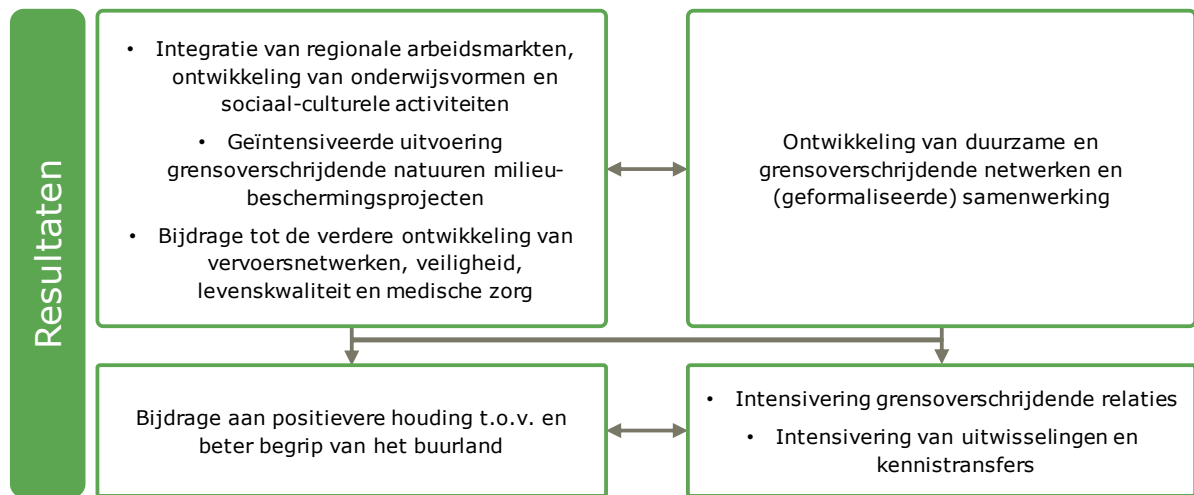 Resultaten
• Integratie van regionale arbeidsmarkten,
ontwikkeling van onderwijsvormen en
sociaal-culturele activiteiten
• Geïntensiveerde uitvoering
grensoverschrijdende natuuren milieu-
beschermingsprojecten
• Bijdrage tot de verdere ontwikkeling van
vervoersnetwerken, veiligheid,
levenskwaliteit en medische zorg
Ontwikkeling van duurzame en
grensoverschrijdende netwerken en
(geformaliseerde) samenwerking
Bijdrage aan positievere houding t.o.v. en
beter begrip van het buurland
• Intensivering grensoverschrijdende relaties
• Intensivering van uitwisselingen en
kennistransfers